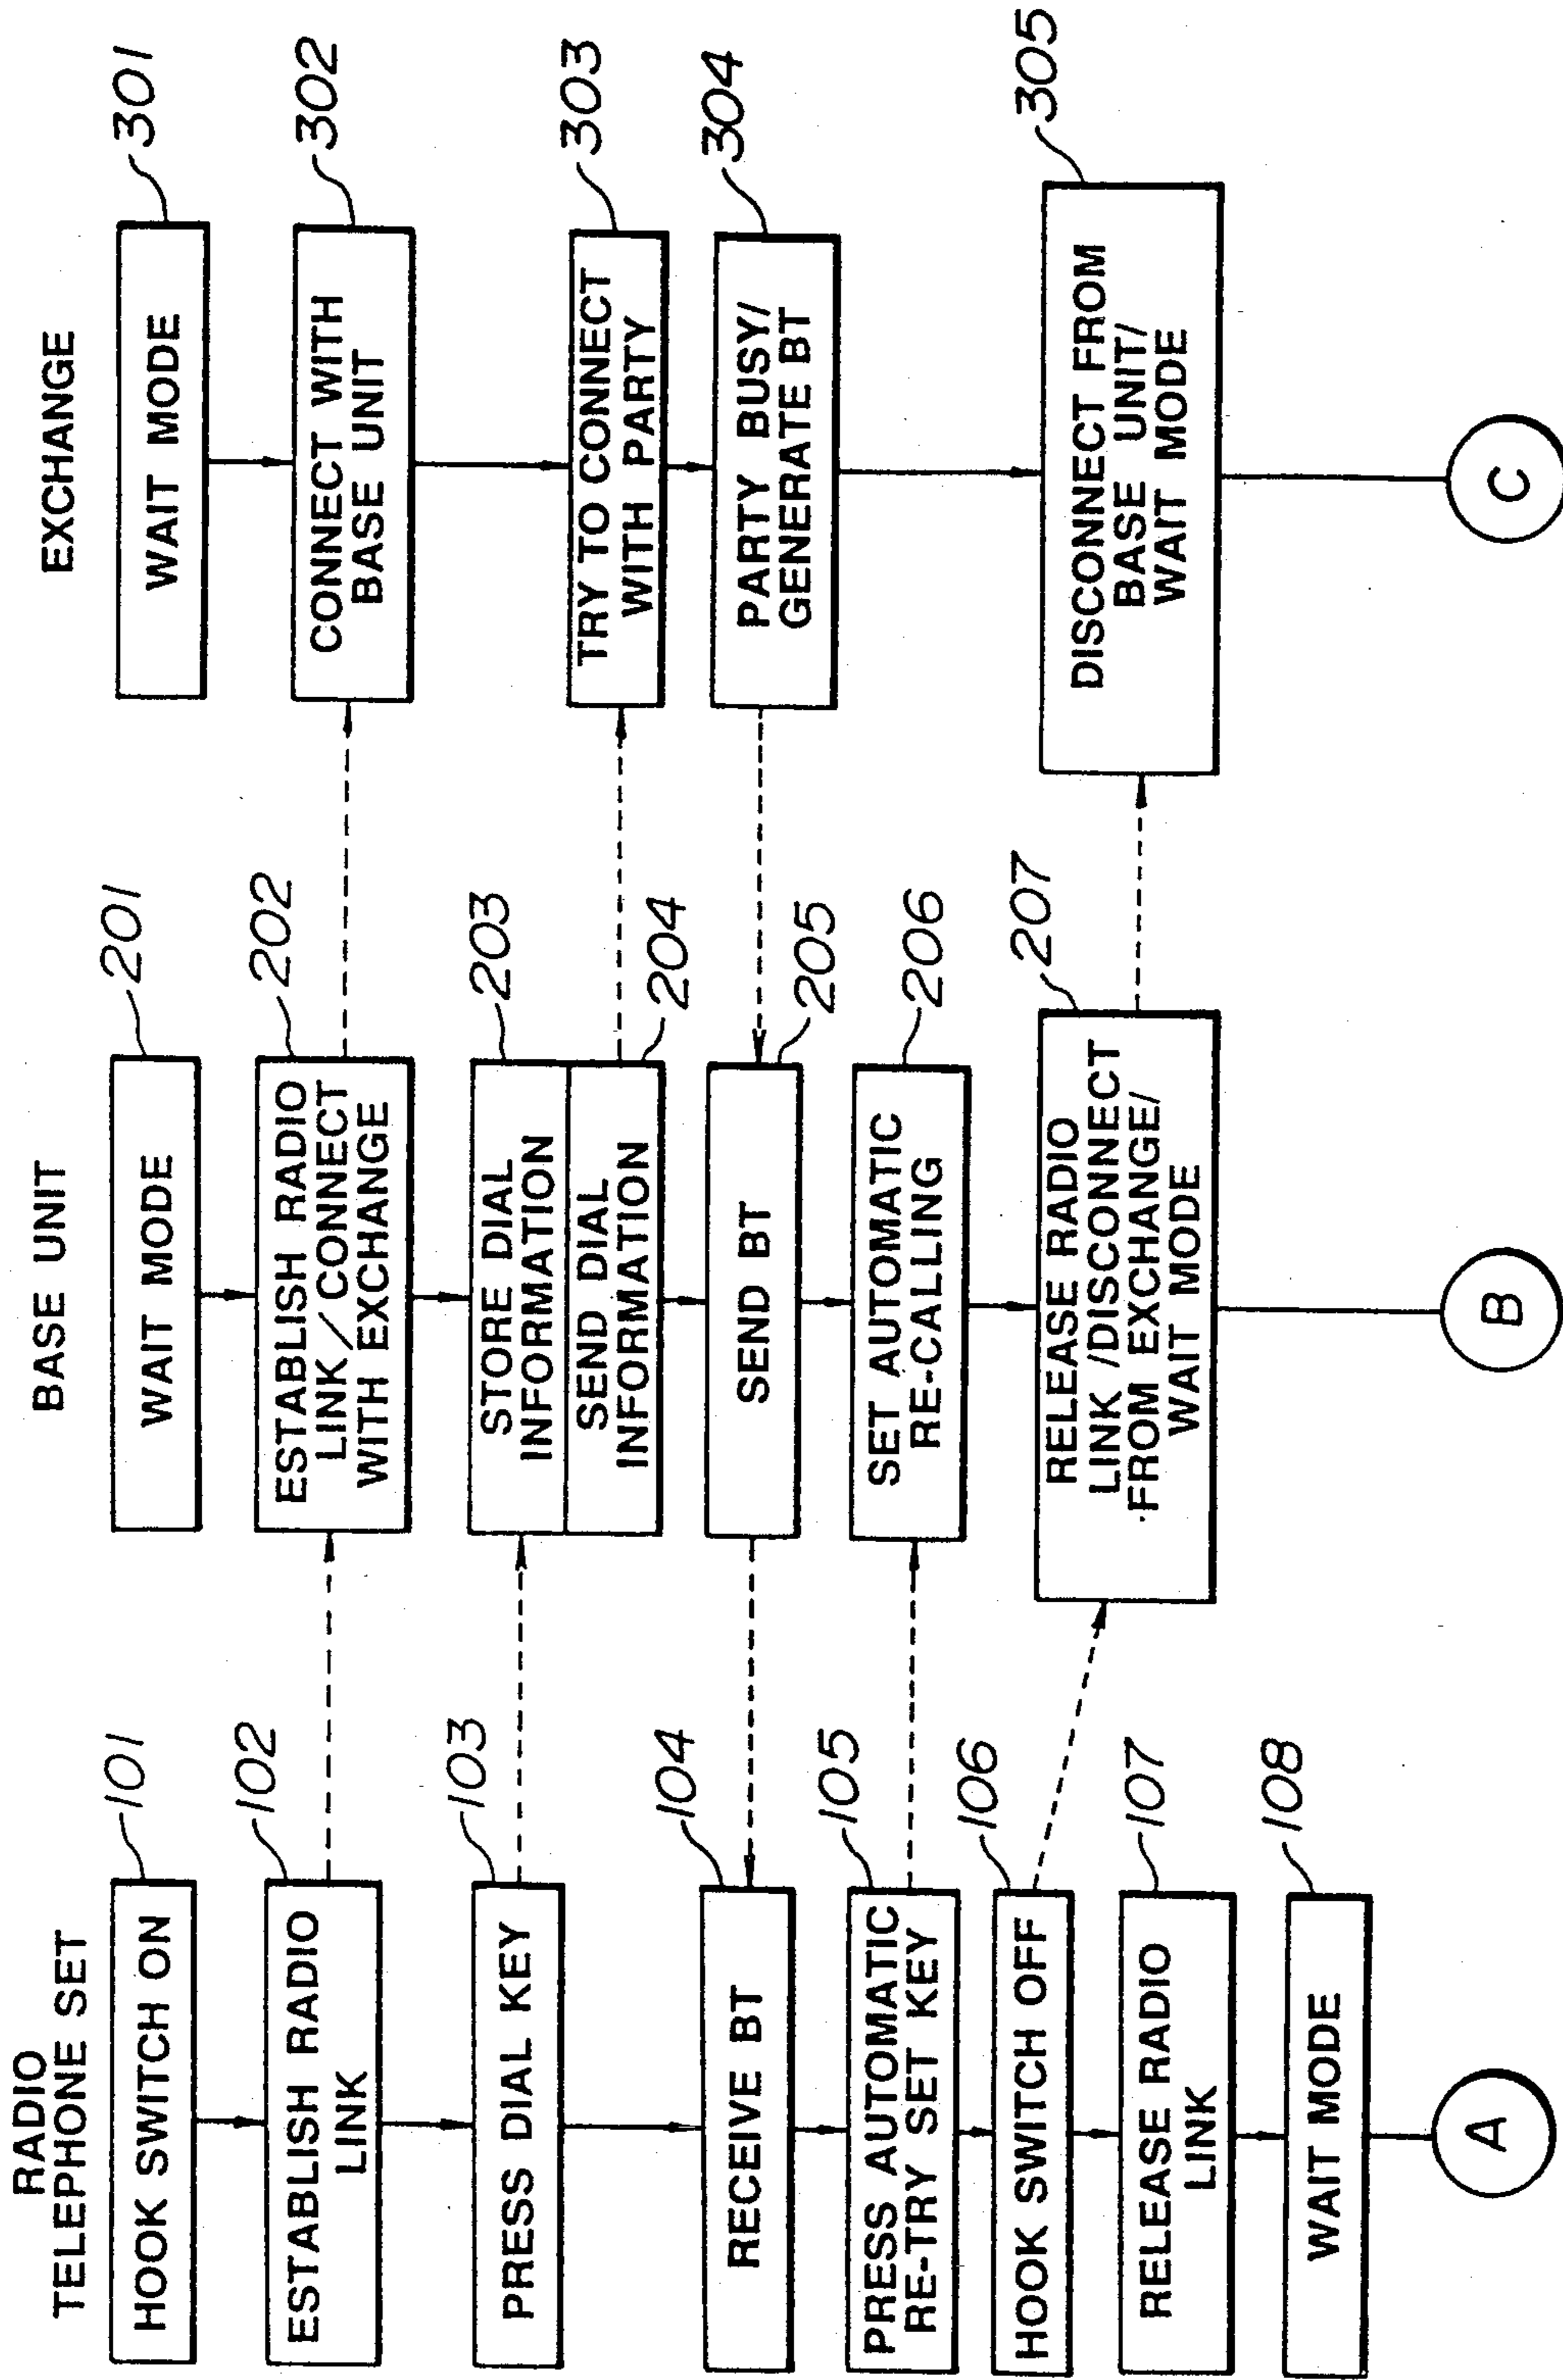 RADIO
TELEPHONE SET
HOOK SWITCH ON
101
ESTABLISH RADIO
LINK
102
PRESS DIAL KEY
103
RECEIVE BT
104
PRESS AUTOMATIC
RE-TRY SET KEY
105
HOOK SWITCH OFF
106
RELEASE RADIO
LINK
107
WAIT MODE
108
A
BASE UNIT
WAIT MODE
201
ESTABLISH RADIO
LINK/CONNECT
WITH EXCHANGE
202
STORE DIAL
INFORMATION
203
SEND DIAL
INFORMATION
204
SEND BT
205
SET AUTOMATIC
RE-CALLING
206
RELEASE RADIO
LINK/DISCONNECT
FROM EXCHANGE/
WAIT MODE
207
B
EXCHANGE
WAIT MODE
301
CONNECT WITH
BASE UNIT
302
TRY TO CONNECT
WITH PARTY
303
PARTY BUSY/
GENERATE BT
304
DISCONNECT FROM
BASE UNIT/
WAIT MODE
305
C